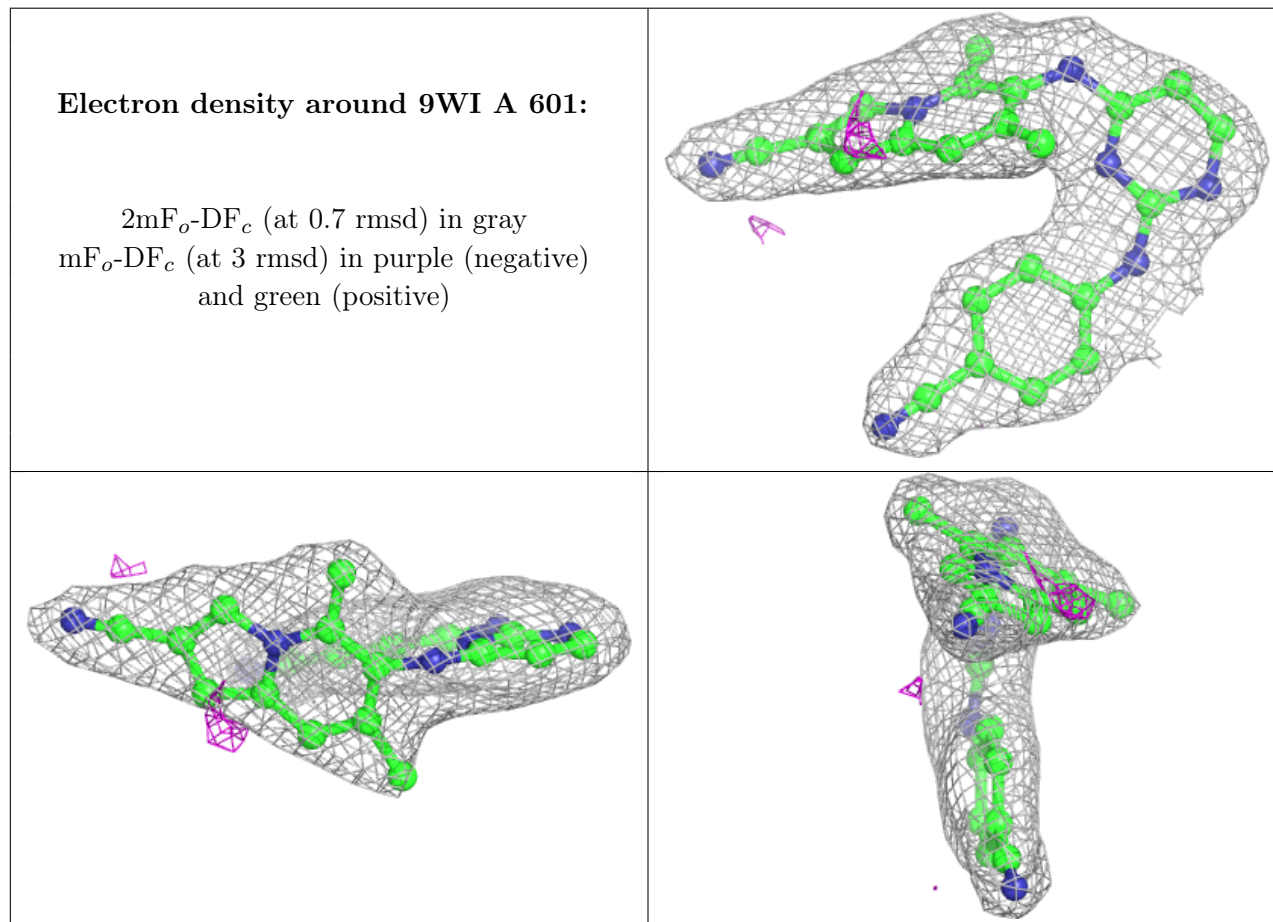 Electron density around 9WI A 601:
2mFo-DFc (at 0.7 rmsd) in gray
mFo-DFc (at 3 rmsd) in purple (negative)
and green (positive)